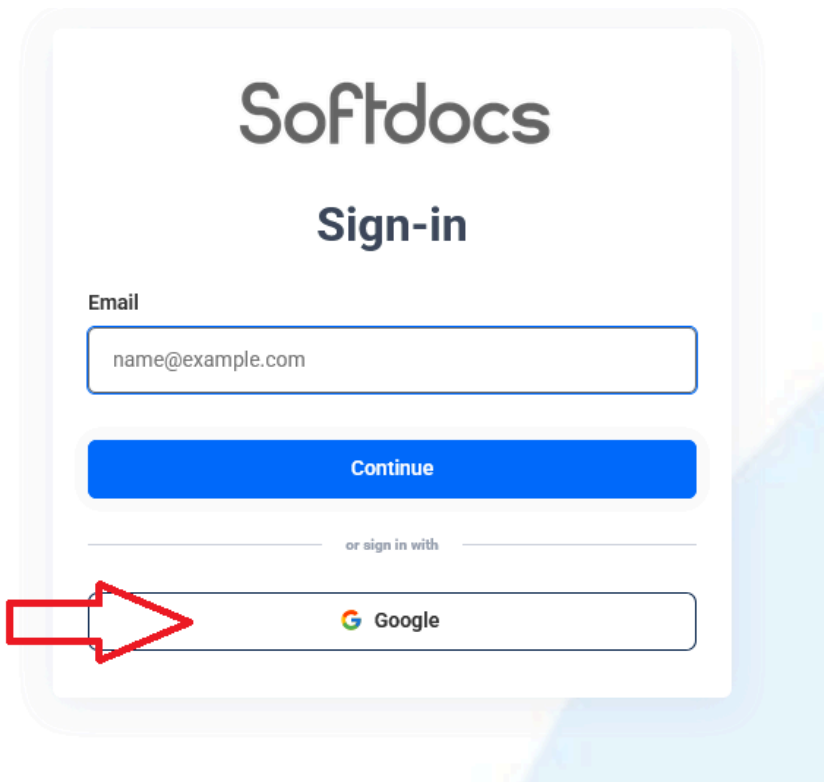 Softdocs
Sign-in
Email
name@example.com
Continue
or sign in with
Google